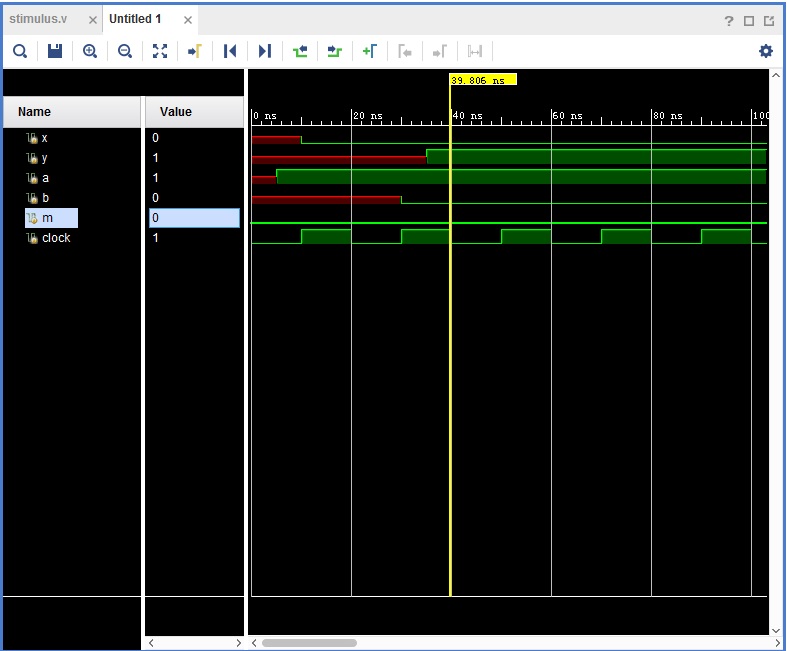 stimulus.v × Untitled 1 ×
?
39.806 ns
Name Value
0 ns 20 ns 40 ns 60 ns 80 ns 100
x 0
y 1
a 1
b 0
m 0
clock 1